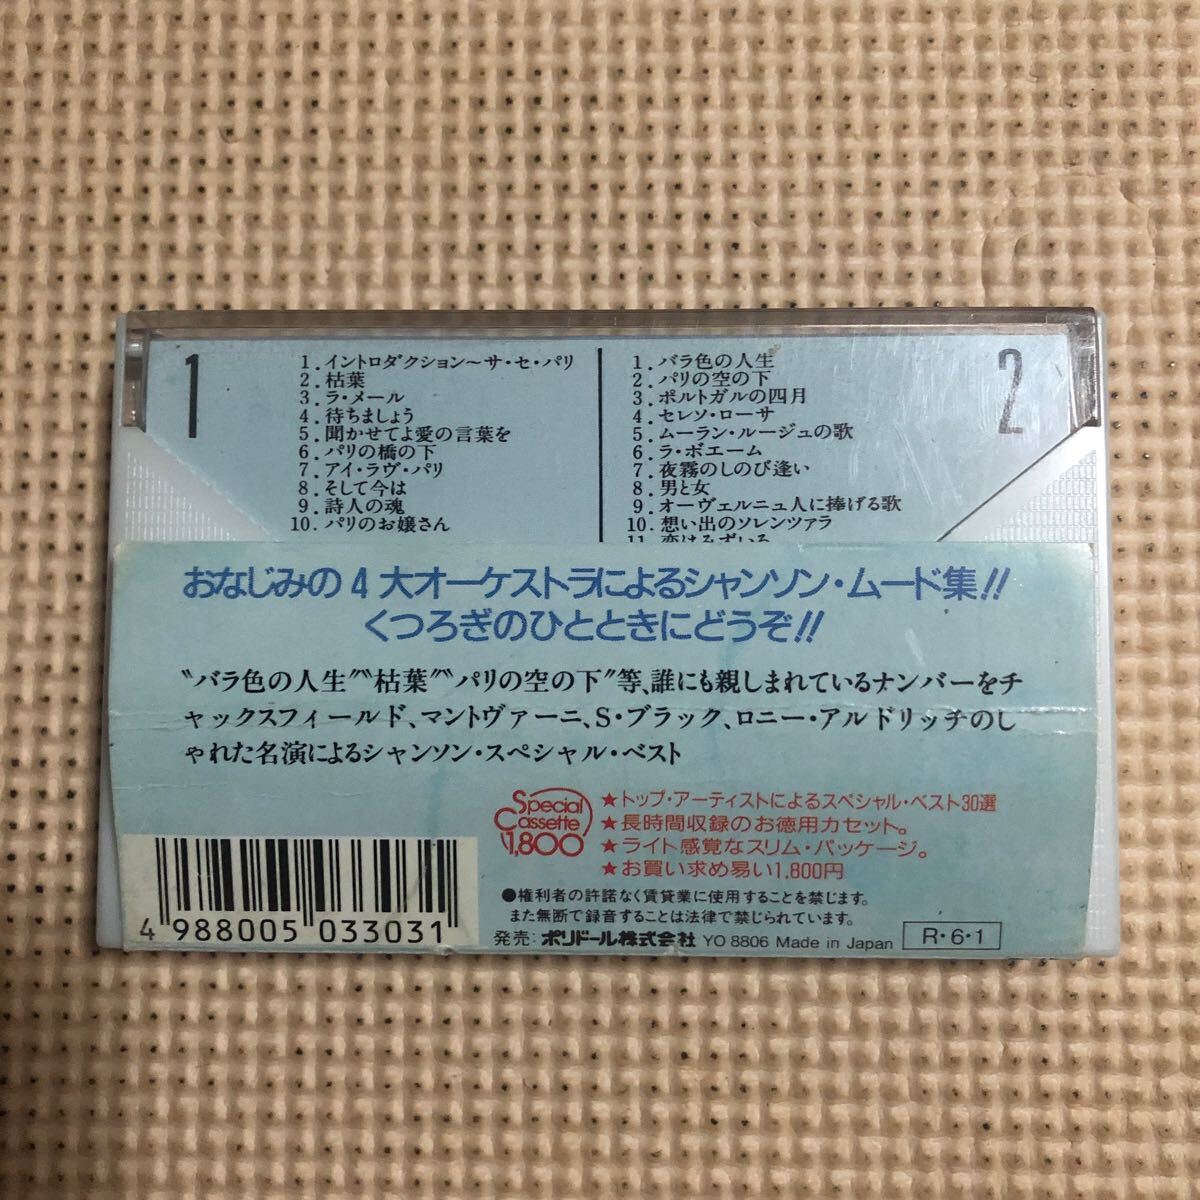 1
1.イントロダクション〜サ・セ・パリ
2.枯葉
3.ラ・メール
4.待ちましょう
5.聞かせてよ愛の言葉を
6.パリの橋の下
7.アイ・ラヴ・パリ
8.そして今は
9.詩人の魂
10.パリのお嬢さん
2
1.バラ色の人生
2.パリの空の下
3.ポルトガルの四月
4.セレソ・ローサ
5.ムーラン・ルージュの歌
6.ラ・ボエーム
7.夜霧のしのび逢い
8.男と女
9.オーヴェルニュ人に捧げる歌
10.想い出のソレンツァラ
11.恋はみずいろ
おなじみの4大オーケストラによるシャンソン・ムード集!!
くつろぎのひとときにどうぞ!!
〝バラ色の人生〞〝枯葉〞〝パリの空の下〞等、誰にも親しまれているナンバーをチ
ャックスフィールド、マントヴァーニ、S・ブラック、ロニー・アルドリッチのし
ゃれた名演によるシャンソン・スペシャル・ベスト
Special
Cassette
1,800
★トップ・アーティストによるスペシャル・ベスト30選
★長時間収録のお徳用カセット。
★ライト感覚なスリム・パッケージ。
★お買い求め易い1,800円
●権利者の許諾なく賃貸業に使用することを禁じます。
また無断で録音することは法律で禁じられています。
発売:ポリドール株式会社 YO 8806 Made in Japan
R・6・1
4 988005 033031